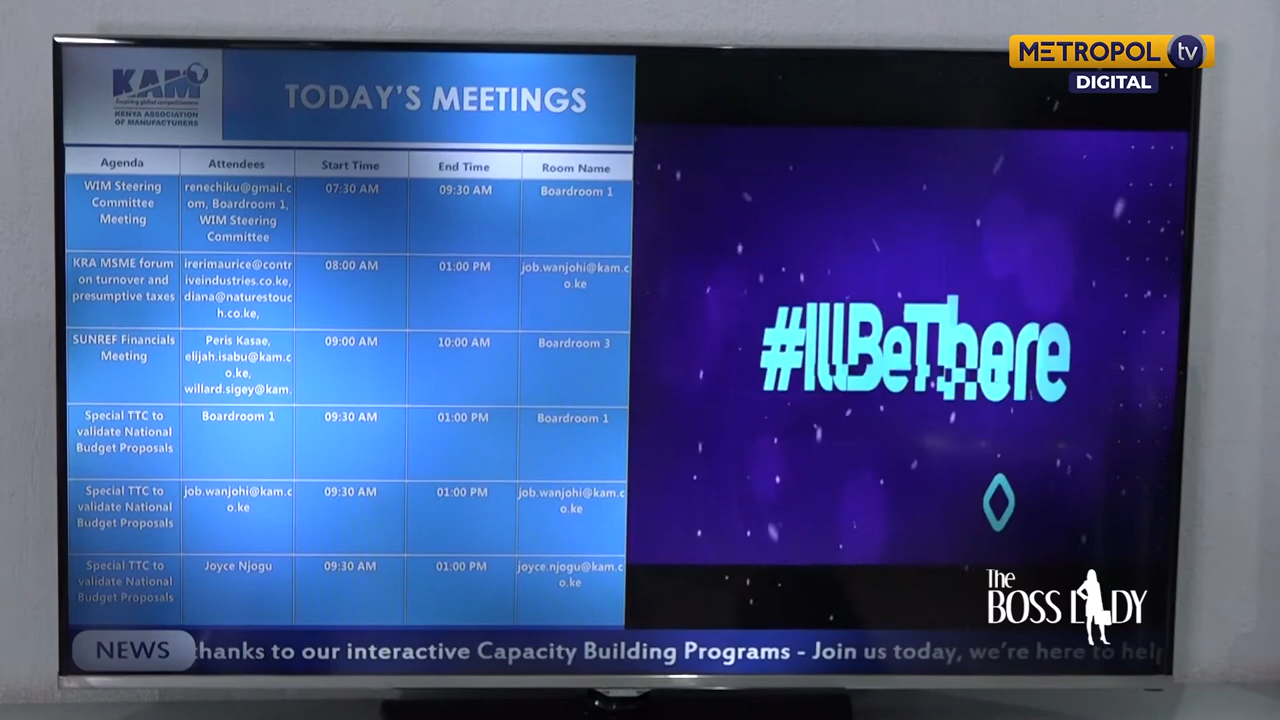 METROPOL tv
DIGITAL
KAM
Inspiring global competitiveness
KENYA ASSOCIATION
OF MANUFACTURERS
TODAY'S MEETINGS
Agenda Attendees Start Time End Time Room Name
WIM Steering
Committee
Meeting
renechiku@gmail.c
om, Boardroom 1,
WIM Steering
Committee
07:30 AM
09:30 AM
Boardroom 1
KRA MSME forum
on turnover and
presumptive taxes
irerimaurice@contr
iveindustries.co.ke,
diana@naturestouc
h.co.ke,
08:00 AM
01:00 PM
job.wanjohi@kam.c
o.ke
SUNREF Financials
Meeting
Peris Kasae,
elijah.isabu@kam.c
o.ke,
willard.sigey@kam.
09:00 AM
10:00 AM
Boardroom 3
Special TTC to
validate National
Budget Proposals
Boardroom 1
09:30 AM
01:00 PM
Boardroom 1
Special TTC to
validate National
Budget Proposals
job.wanjohi@kam.c
o.ke
09:30 AM
01:00 PM
job.wanjohi@kam.c
o.ke
Special TTC to
validate National
Budget Proposals
Joyce Njogu
09:30 AM
01:00 PM
joyce.njogu@kam.c
o.ke
#IllBeThere
The
BOSS LADY
NEWS
thanks to our interactive Capacity Building Programs - Join us today, we're here to help